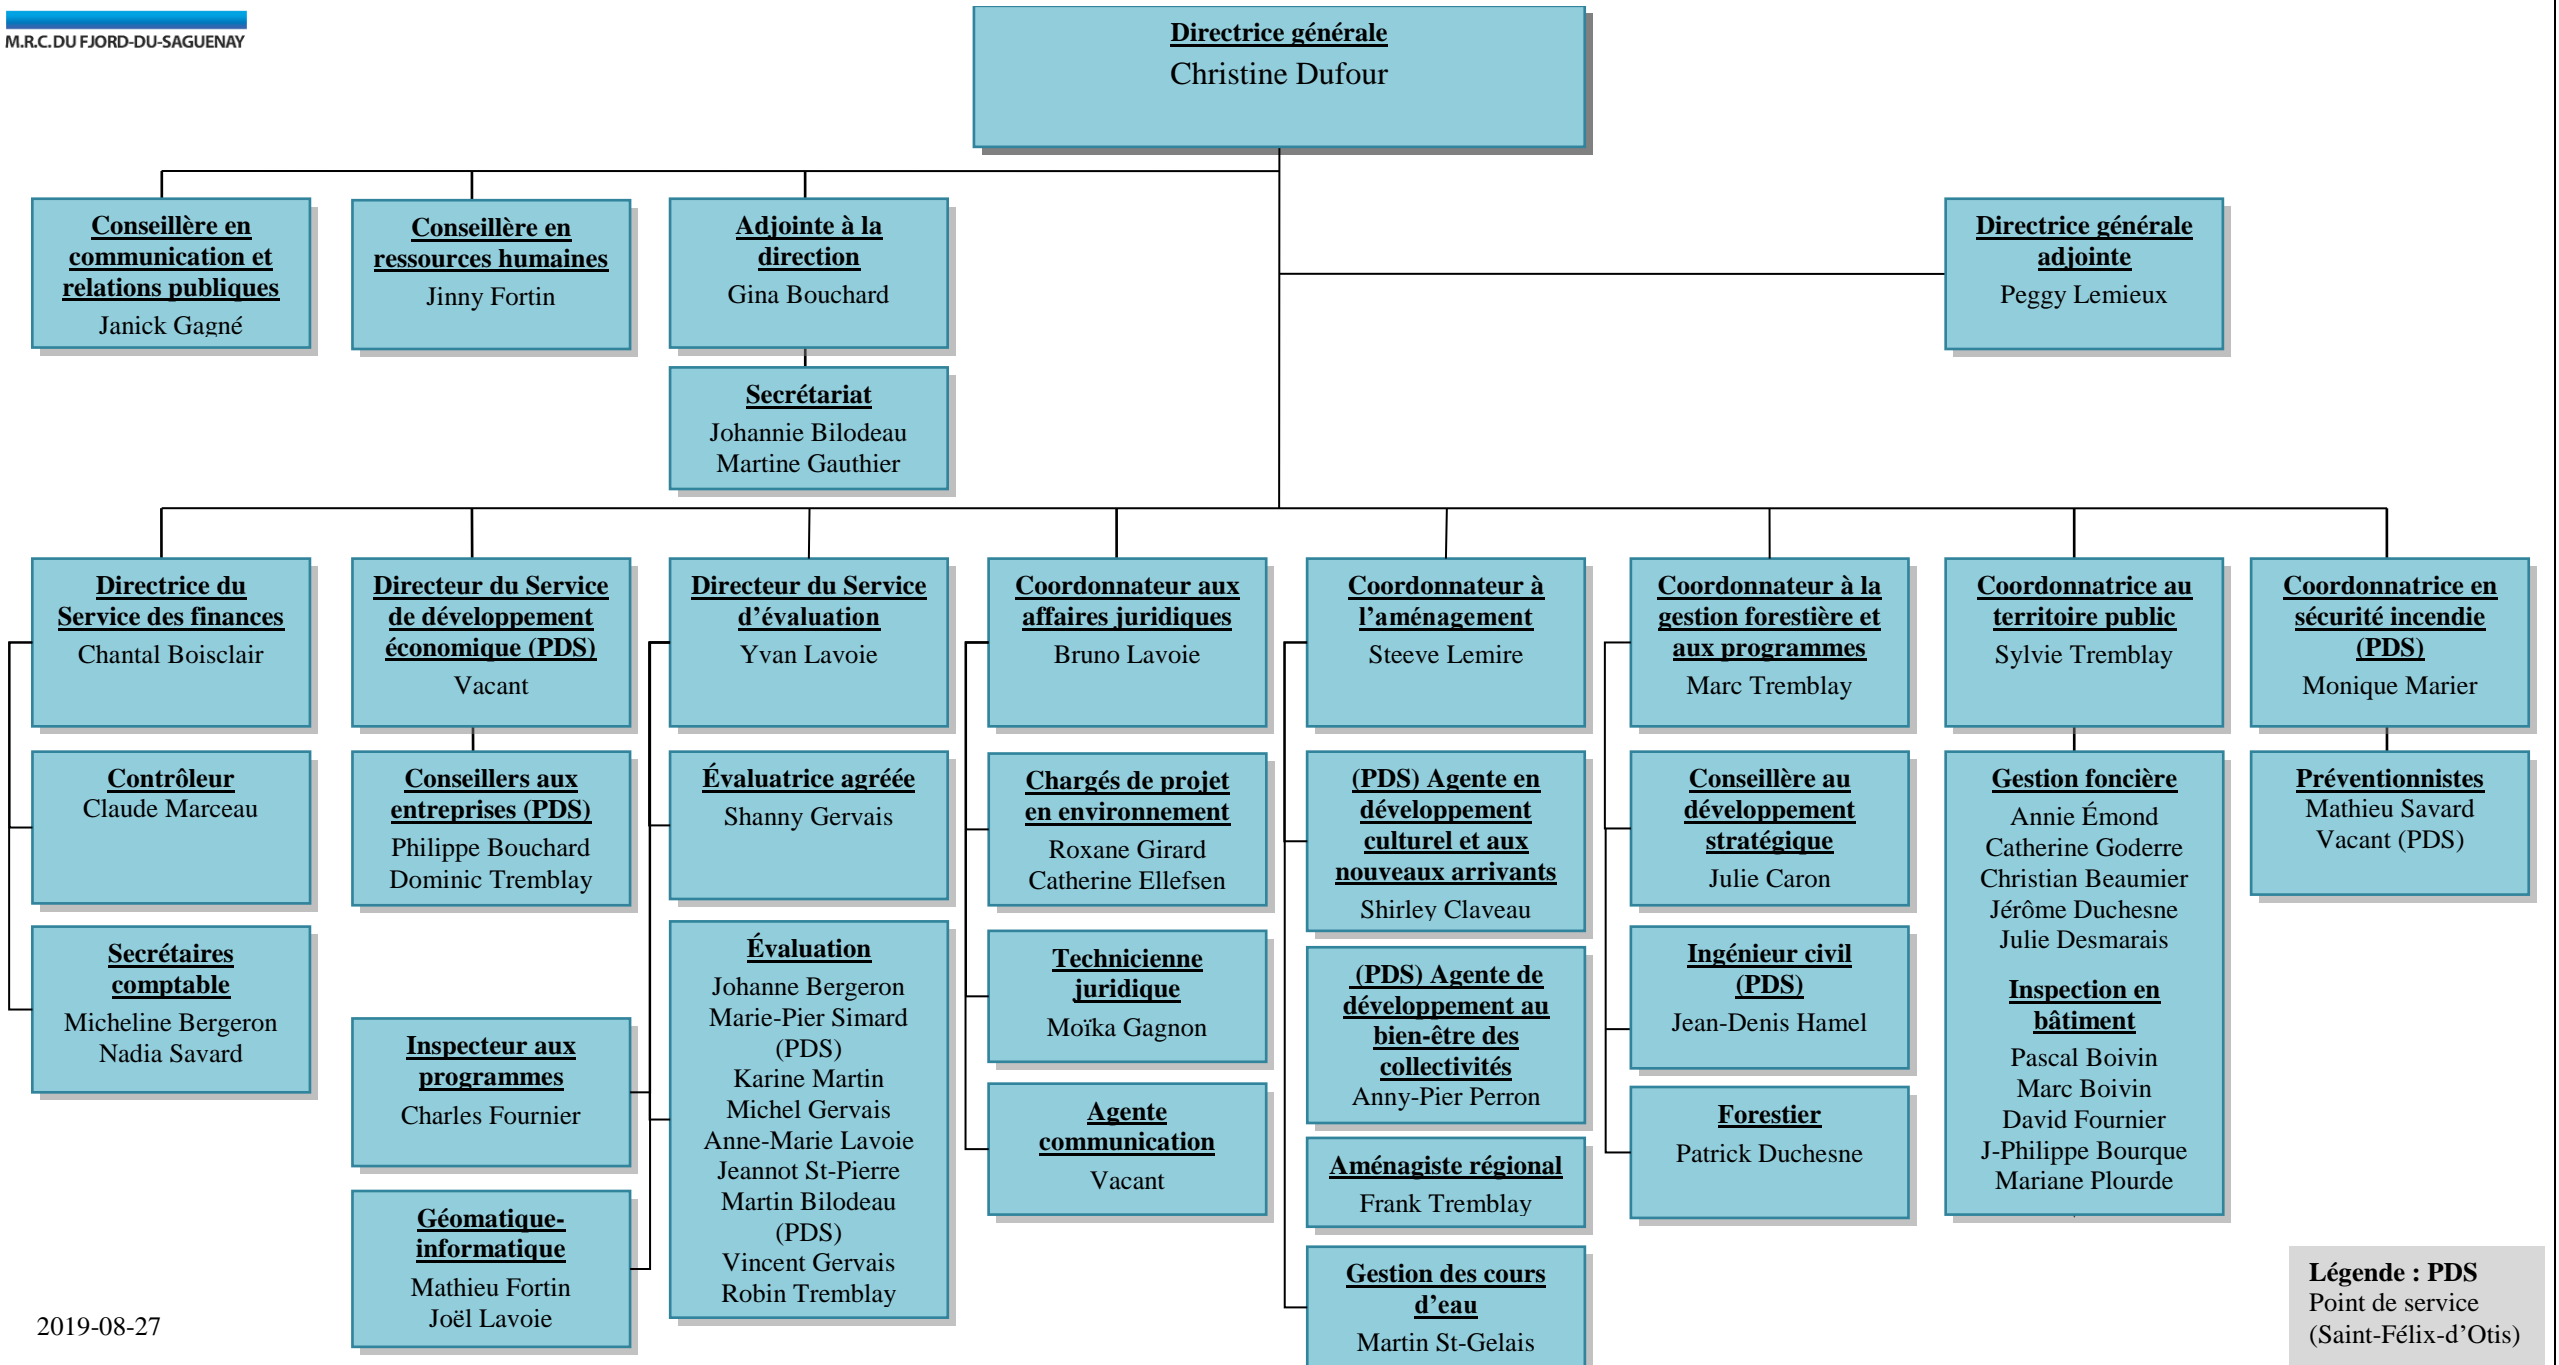 M.R.C. DU FJORD-DU-SAGUENAY
Directrice générale
Christine Dufour
Conseillère en
communication et
relations publiques
Janick Gagné
Conseillère en
ressources humaines
Jinny Fortin
Adjointe à la
direction
Gina Bouchard
Directrice générale
adjointe
Peggy Lemieux
Secrétariat
Johannie Bilodeau
Martine Gauthier
Directrice du
Service des finances
Chantal Boisclair
Directeur du Service
de développement
économique (PDS)
Vacant
Directeur du Service
d’évaluation
Yvan Lavoie
Coordonnateur aux
affaires juridiques
Bruno Lavoie
Coordonnateur à
l’aménagement
Steeve Lemire
Coordonnateur à la
gestion forestière et
aux programmes
Marc Tremblay
Coordonnatrice au
territoire public
Sylvie Tremblay
Coordonnatrice en
sécurité incendie
(PDS)
Monique Marier
Contrôleur
Claude Marceau
Secrétaires
comptable
Micheline Bergeron
Nadia Savard
Conseillers aux
entreprises (PDS)
Philippe Bouchard
Dominic Tremblay
Inspecteur aux
programmes
Charles Fournier
Géomatique-
informatique
Mathieu Fortin
Joël Lavoie
Évaluatrice agréée
Shanny Gervais
Évaluation
Johanne Bergeron
Marie-Pier Simard
(PDS)
Karine Martin
Michel Gervais
Anne-Marie Lavoie
Jeannot St-Pierre
Martin Bilodeau
(PDS)
Vincent Gervais
Robin Tremblay
Chargés de projet
en environnement
Roxane Girard
Catherine Ellefsen
Technicienne
juridique
Moïka Gagnon
Agente
communication
Vacant
(PDS) Agente en
développement
culturel et aux
nouveaux arrivants
Shirley Claveau
(PDS) Agente de
développement au
bien-être des
collectivités
Anny-Pier Perron
Aménagiste régional
Frank Tremblay
Gestion des cours
d’eau
Martin St-Gelais
Conseillère au
développement
stratégique
Julie Caron
Ingénieur civil
(PDS)
Jean-Denis Hamel
Forestier
Patrick Duchesne
Gestion foncière
Annie Émond
Catherine Goderre
Christian Beaumier
Jérôme Duchesne
Julie Desmarais
Inspection en
bâtiment
Pascal Boivin
Marc Boivin
David Fournier
J-Philippe Bourque
Mariane Plourde
Préventionnistes
Mathieu Savard
Vacant (PDS)
2019-08-27
Légende : PDS
Point de service
(Saint-Félix-d’Otis)